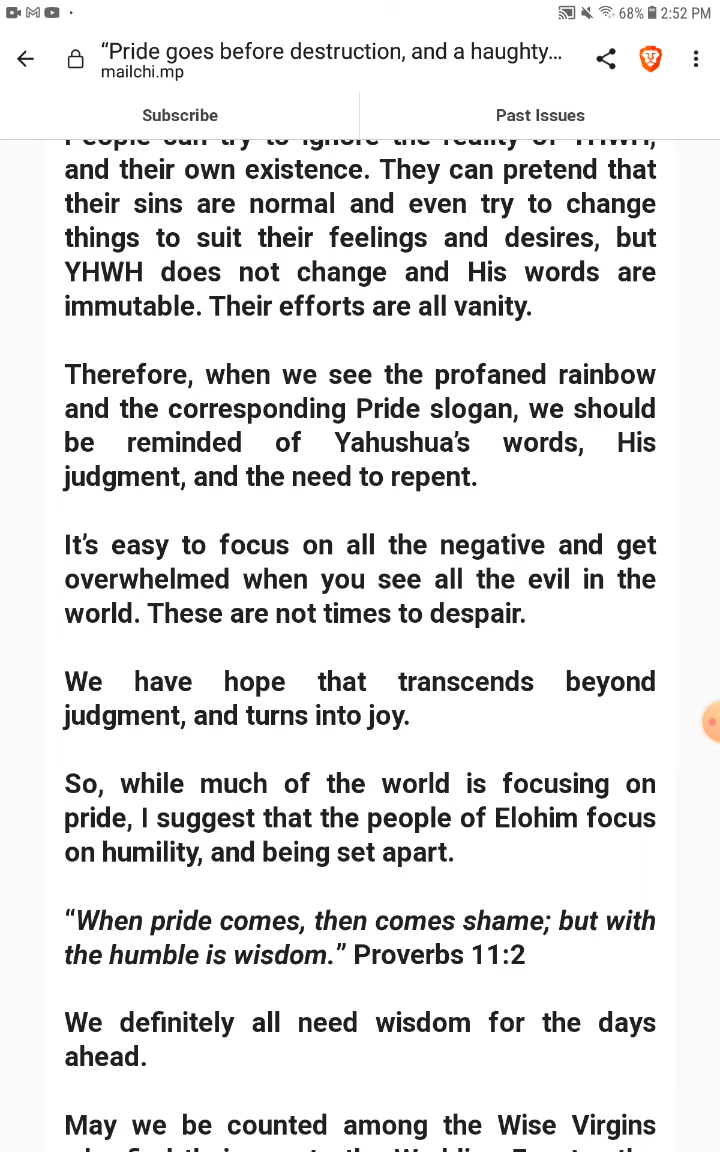 68% 2:52 PM
“Pride goes before destruction, and a haughty...
mailchi.mp
Subscribe
Past Issues
People can try to ignore the reality of YHWH,
and their own existence. They can pretend that
their sins are normal and even try to change
things to suit their feelings and desires, but
YHWH does not change and His words are
immutable. Their efforts are all vanity.
Therefore, when we see the profaned rainbow
and the corresponding Pride slogan, we should
be reminded of Yahushua’s words, His
judgment, and the need to repent.
It’s easy to focus on all the negative and get
overwhelmed when you see all the evil in the
world. These are not times to despair.
We have hope that transcends beyond
judgment, and turns into joy.
So, while much of the world is focusing on
pride, I suggest that the people of Elohim focus
on humility, and being set apart.
“When pride comes, then comes shame; but with
the humble is wisdom.” Proverbs 11:2
We definitely all need wisdom for the days
ahead.
May we be counted among the Wise Virgins